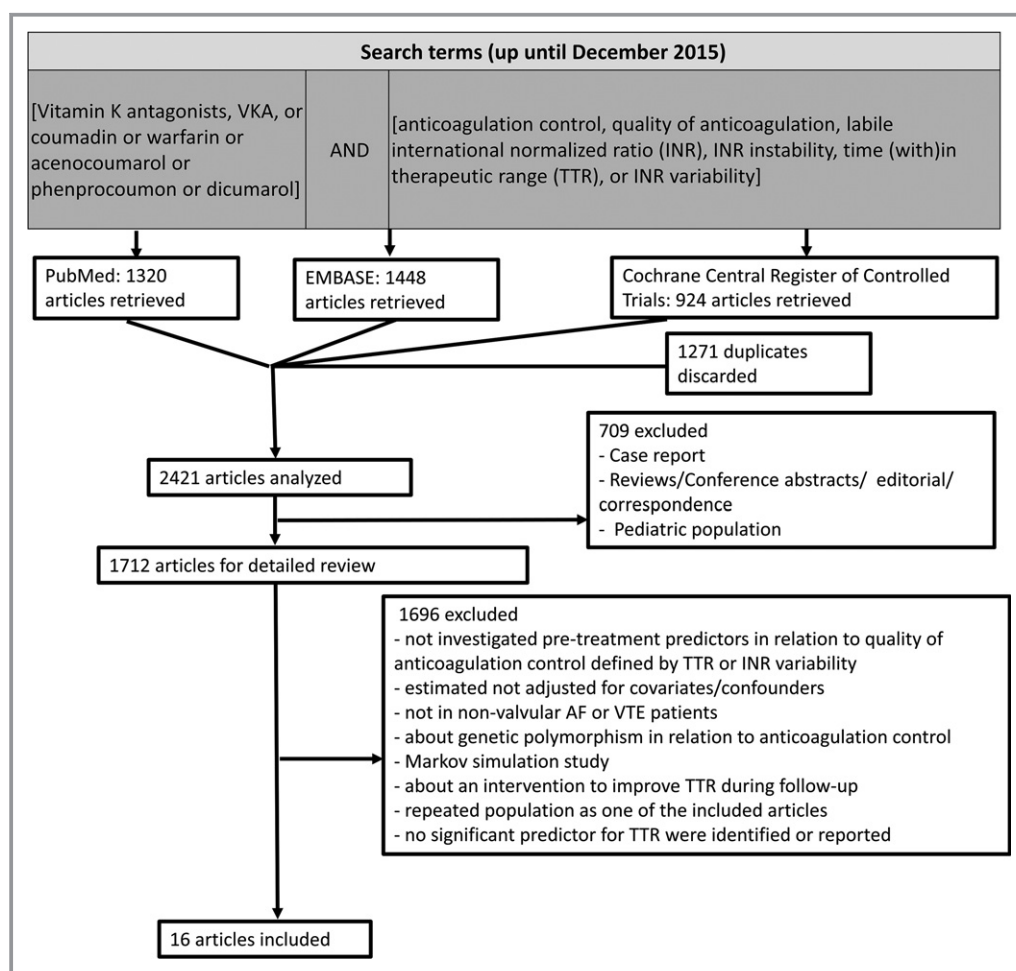 Search terms (up until December 2015)
[Vitamin K antagonists, VKA, or
coumadin or warfarin or
acenocoumarol or
phenprocoumon or dicumarol]
AND
[anticoagulation control, quality of anticoagulation, labile
international normalized ratio (INR), INR instability, time (with)in
therapeutic range (TTR), or INR variability]
PubMed: 1320
articles retrieved
EMBASE: 1448
articles retrieved
Cochrane Central Register of Controlled
Trials: 924 articles retrieved
1271 duplicates
discarded
2421 articles analyzed
709 excluded
- Case report
- Reviews/Conference abstracts/ editorial/
correspondence
- Pediatric population
1712 articles for detailed review
1696 excluded
- not investigated pre-treatment predictors in relation to quality of
anticoagulation control defined by TTR or INR variability
- estimated not adjusted for covariates/confounders
- not in non-valvular AF or VTE patients
- about genetic polymorphism in relation to anticoagulation control
- Markov simulation study
- about an intervention to improve TTR during follow-up
- repeated population as one of the included articles
- no significant predictor for TTR were identified or reported
16 articles included